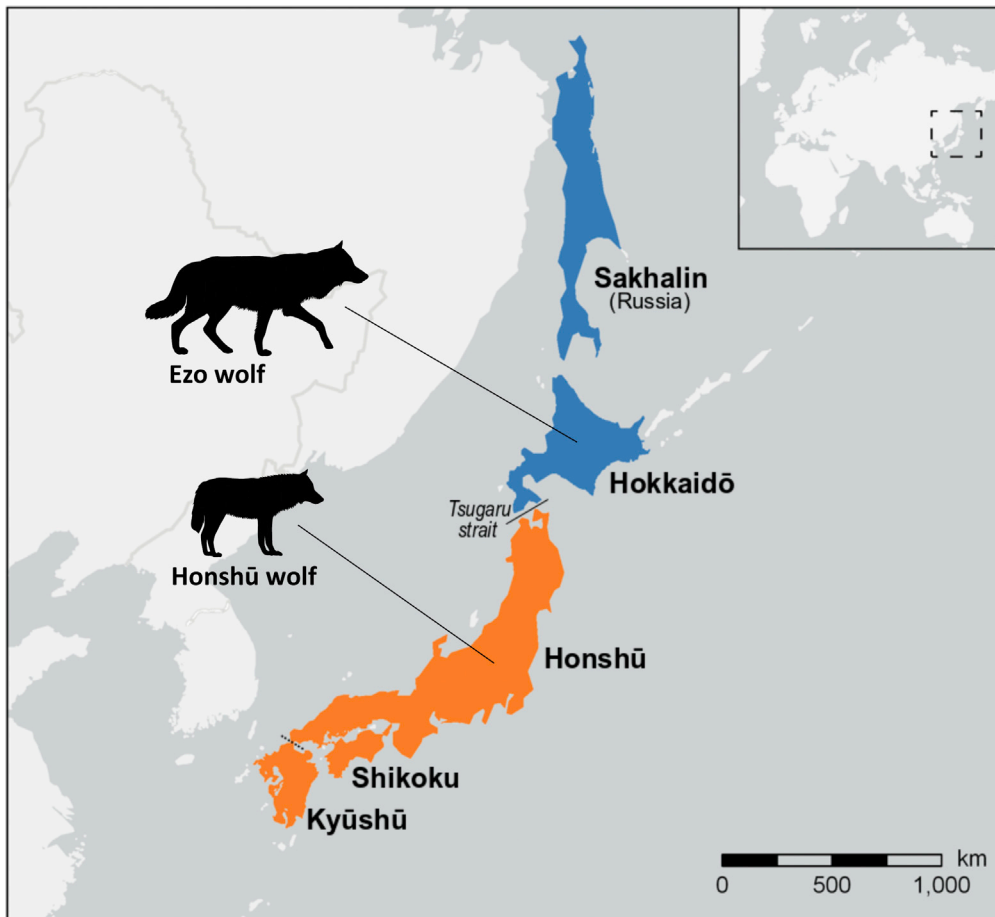 Sakhalin
(Russia)
Ezo wolf
Hokkaidō
Tsugaru
strait
Honshū wolf
Honshū
Shikoku
Kyūshū
km
0 500 1,000